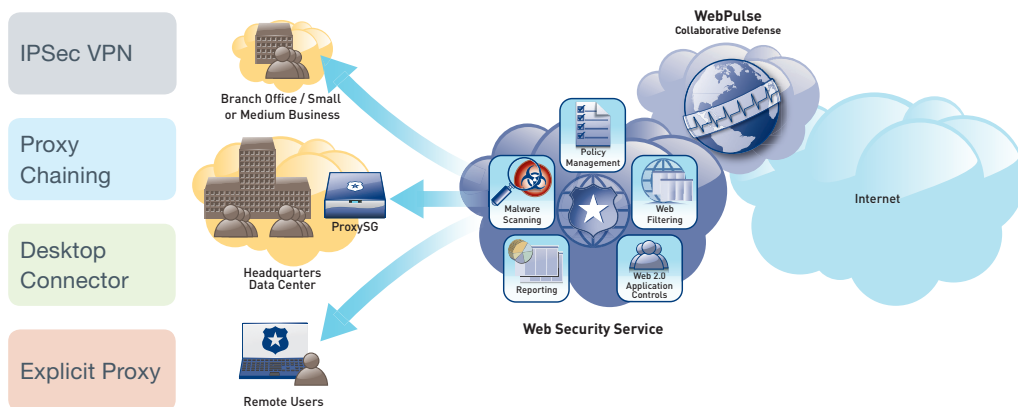 IPSec VPN
Proxy
Chaining
Desktop
Connector
Explicit Proxy
Branch Office / Small
or Medium Business
ProxySG
Headquarters
Data Center
Remote Users
WebPulse
Collaborative Defense
Policy
Management
Malware
Scanning
Web
Filtering
Reporting
Web 2.0
Application
Controls
Web Security Service
Internet